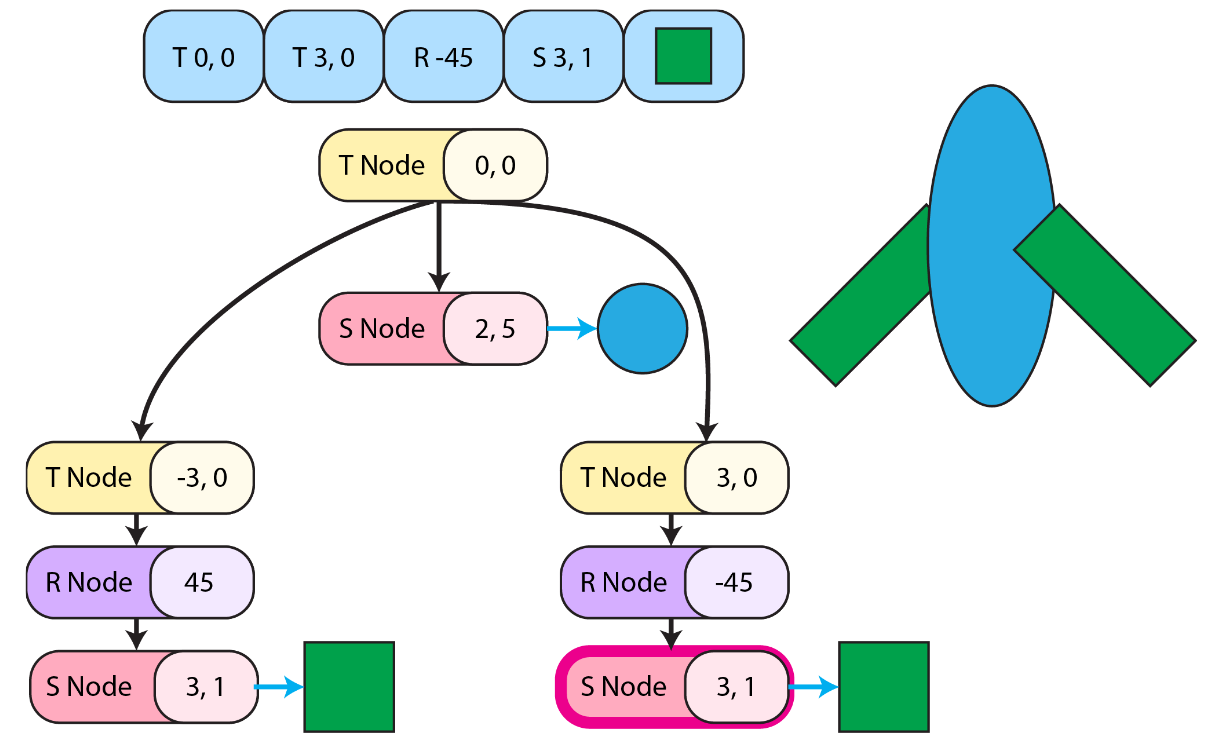 T 0, 0
T 3, 0
R -45
S 3, 1
T Node 0, 0
S Node 2, 5
T Node -3, 0
T Node 3, 0
R Node 45
R Node -45
S Node 3, 1
S Node 3, 1